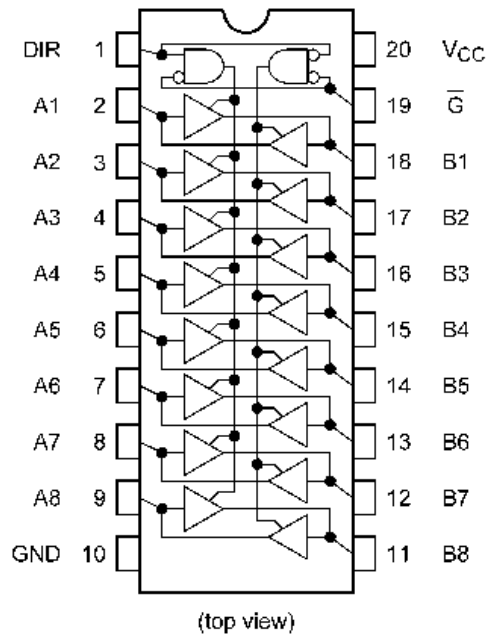 DIR 1 20 VCC
A1 2 19 G̅
A2 3 18 B1
A3 4 17 B2
A4 5 16 B3
A5 6 15 B4
A6 7 14 B5
A7 8 13 B6
A8 9 12 B7
GND 10 11 B8
(top view)